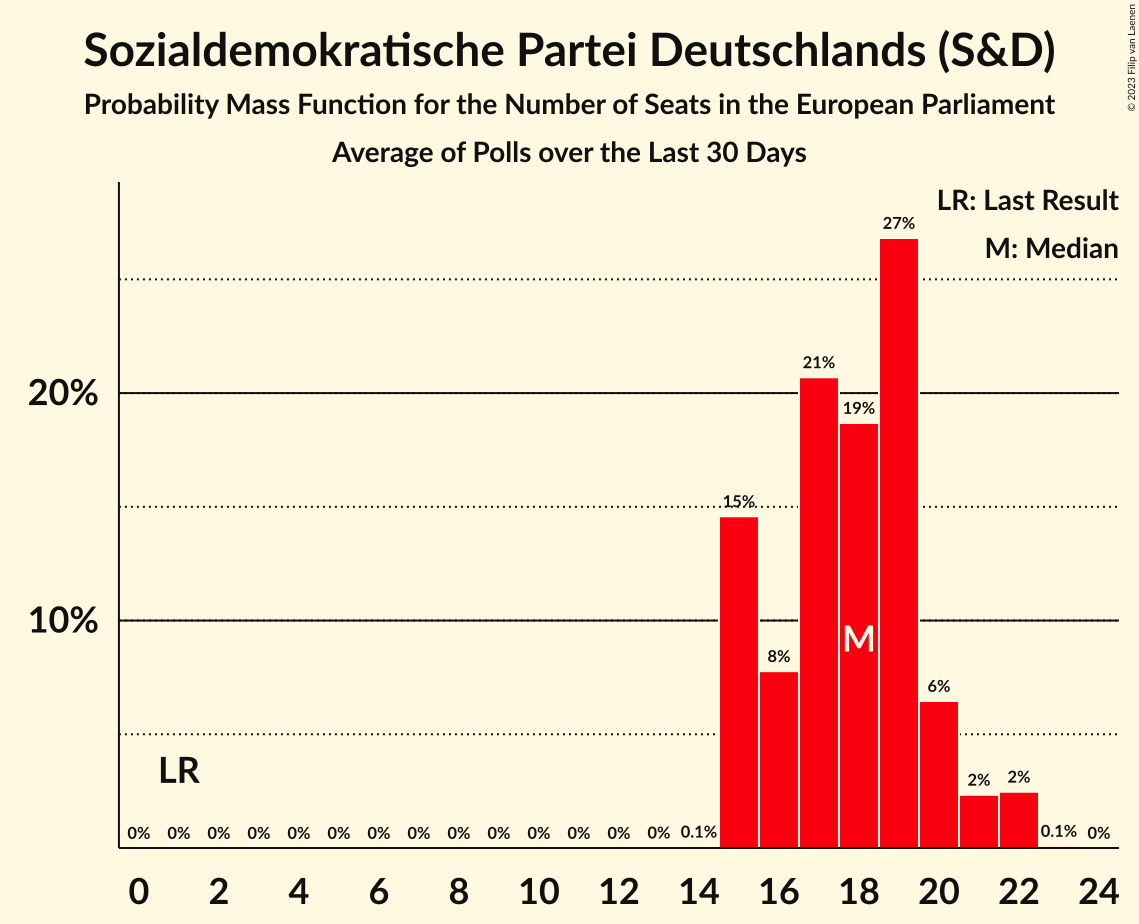 Sozialdemokratische Partei Deutschlands (S&D)
Probability Mass Function for the Number of Seats in the European Parliament
Average of Polls over the Last 30 Days
© 2023 Filip van Laenen
LR: Last Result
M: Median
27%
21%
20%
19%
15%
10%
M
8%
6%
LR
2%
2%
0% 0% 0% 0% 0% 0% 0% 0% 0% 0% 0% 0% 0% 0% 0.1% 0.1% 0%
0 2 4 6 8 10 12 14 16 18 20 22 24